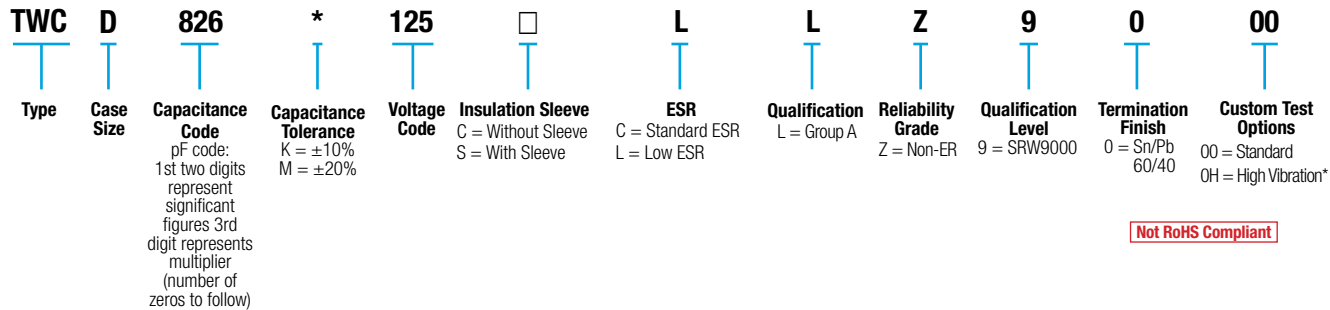 TWC D 826 * 125 □ L L Z 9 0 00
Type
Case
Size
Capacitance
Code
pF code:
1st two digits
represent
significant
figures 3rd
digit represents
multiplier
(number of
zeros to follow)
Capacitance
Tolerance
K = ±10%
M = ±20%
Voltage
Code
Insulation Sleeve
C = Without Sleeve
S = With Sleeve
ESR
C = Standard ESR
L = Low ESR
Qualification
L = Group A
Reliability
Grade
Z = Non-ER
Qualification
Level
9 = SRW9000
Termination
Finish
0 = Sn/Pb
60/40
Custom Test
Options
00 = Standard
0H = High Vibration*
Not RoHS Compliant